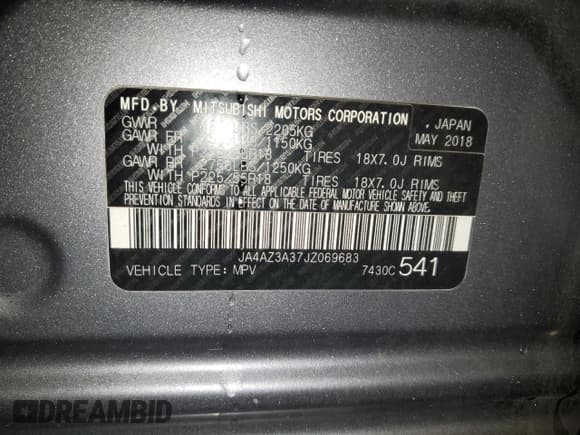 MFD.BY MITSUBISHI MOTORS CORPORATION
GVWR 2205KG
GAWR FR 1150KG
WITH TIRES 18X7.0J RIMS
GAWR RR 1250KG
WITH P225/55R18 TIRES 18X7.0J RIMS
THIS VEHICLE CONFORMS TO ALL APPLICABLE FEDERAL MOTOR VEHICLE SAFETY AND THEFT
PREVENTION STANDARDS IN EFFECT ON THE DATE OF MANUFACTURE SHOWN ABOVE.
JAPAN
MAY 2018
JA4AZ3A37JZ069683
VEHICLE TYPE: MPV 7430C 541
DREAMBID